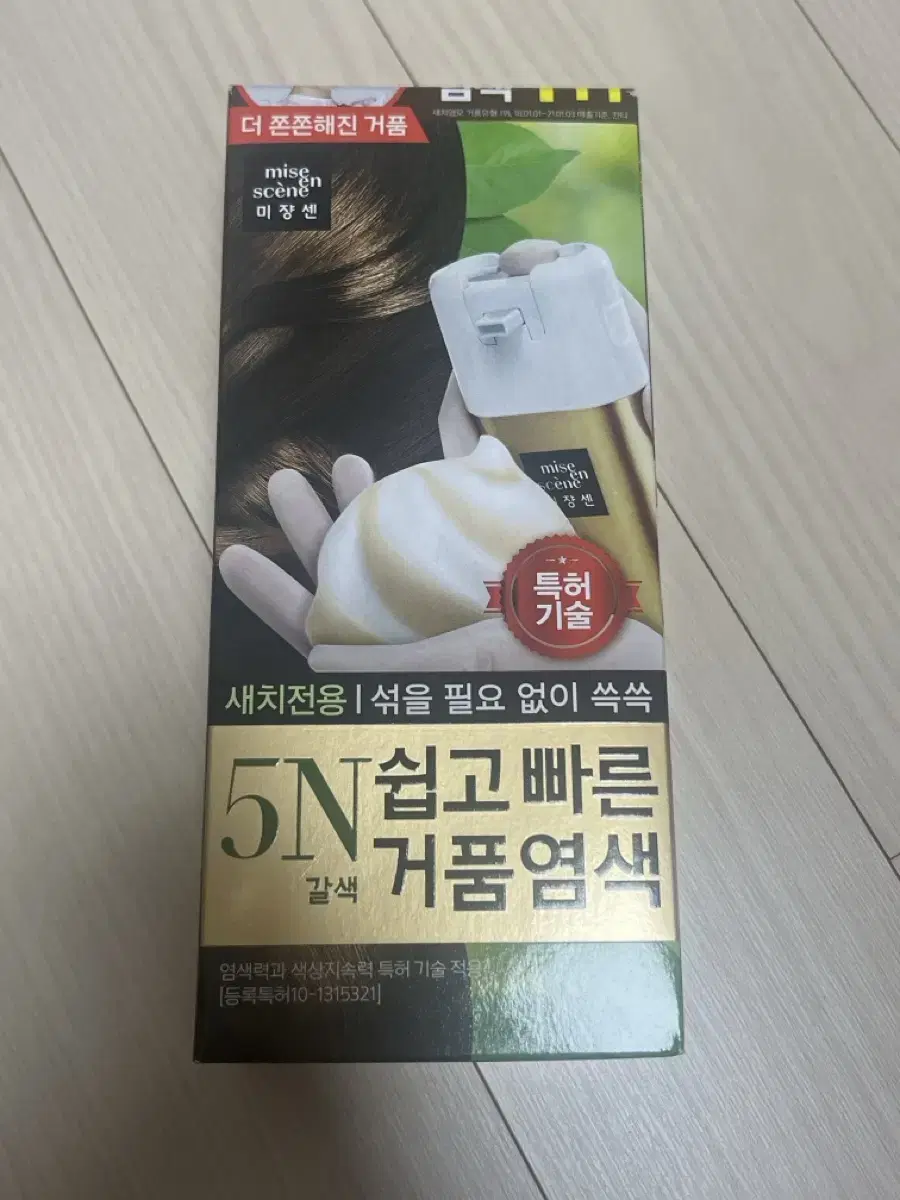 더 쫀쫀해진 거품
mise
en
scène
미쟝센
mise
en
scène
미쟝센
특허
기술
새치전용 | 섞을 필요 없이 쓱쓱
5N
갈색
쉽고 빠른
거품염색
염색력과 색상지속력 특허 기술 적용!
[등록특허10-1315321]